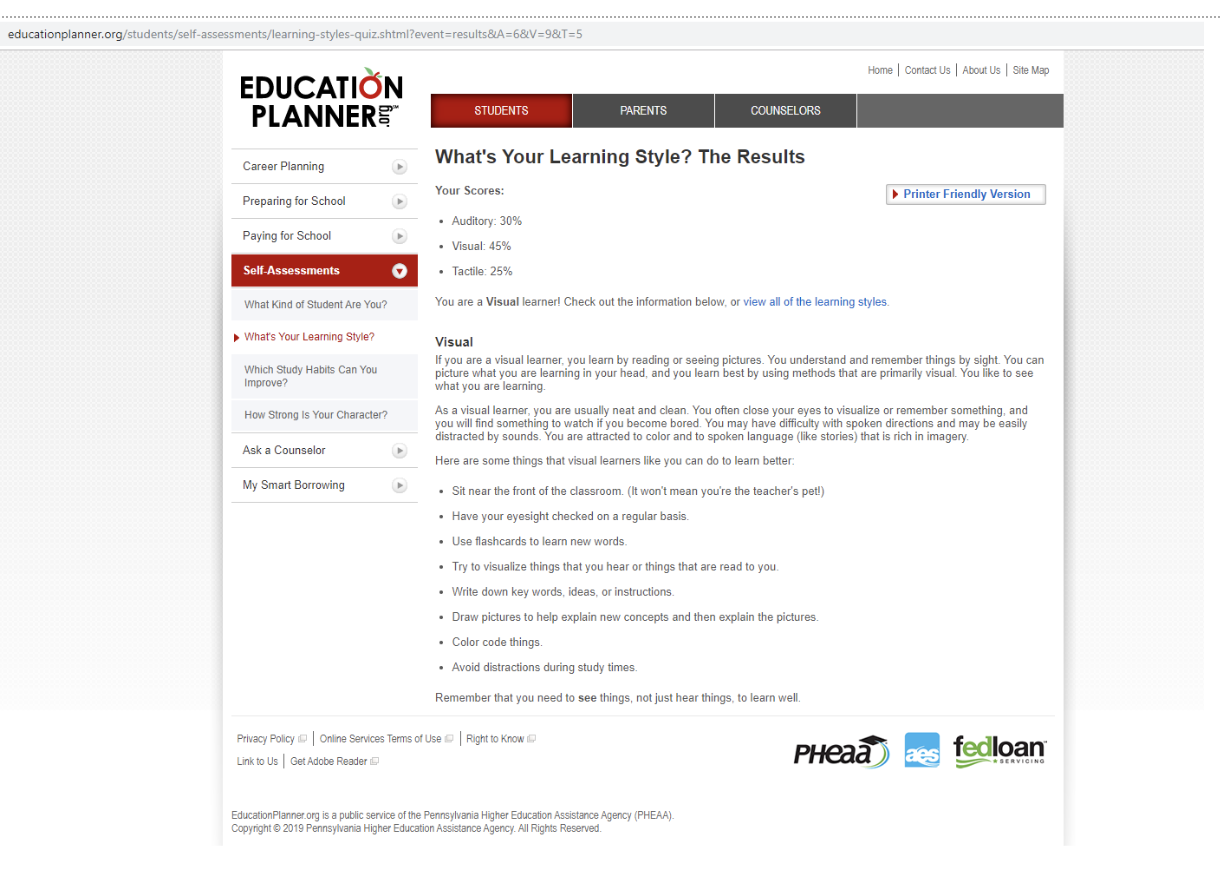 educationplanner.org/students/self-assessments/learning-styles-quiz.shtml?event=results&A=6&V=9&T=5
Home | Contact Us | About Us | Site Map
EDUCATION
PLANNER.org™
STUDENTS
PARENTS
COUNSELORS
Career Planning
Preparing for School
Paying for School
Self-Assessments
What Kind of Student Are You?
What's Your Learning Style?
Which Study Habits Can You
Improve?
How Strong Is Your Character?
Ask a Counselor
My Smart Borrowing
What's Your Learning Style? The Results
Your Scores:
Printer Friendly Version
• Auditory: 30%
• Visual: 45%
• Tactile: 25%
You are a Visual learner! Check out the information below, or view all of the learning styles.
Visual
If you are a visual learner, you learn by reading or seeing pictures. You understand and remember things by sight. You can
picture what you are learning in your head, and you learn best by using methods that are primarily visual. You like to see
what you are learning.
As a visual learner, you are usually neat and clean. You often close your eyes to visualize or remember something, and
you will find something to watch if you become bored. You may have difficulty with spoken directions and may be easily
distracted by sounds. You are attracted to color and to spoken language (like stories) that is rich in imagery.
Here are some things that visual learners like you can do to learn better:
• Sit near the front of the classroom. (It won't mean you're the teacher's pet!)
• Have your eyesight checked on a regular basis.
• Use flashcards to learn new words.
• Try to visualize things that you hear or things that are read to you.
• Write down key words, ideas, or instructions.
• Draw pictures to help explain new concepts and then explain the pictures.
• Color code things.
• Avoid distractions during study times.
Remember that you need to see things, not just hear things, to learn well.
Privacy Policy | Online Services Terms of Use | Right to Know
Link to Us | Get Adobe Reader
PHEAA
aes
fedloan
SERVICING
EducationPlanner.org is a public service of the Pennsylvania Higher Education Assistance Agency (PHEAA).
Copyright © 2019 Pennsylvania Higher Education Assistance Agency. All Rights Reserved.